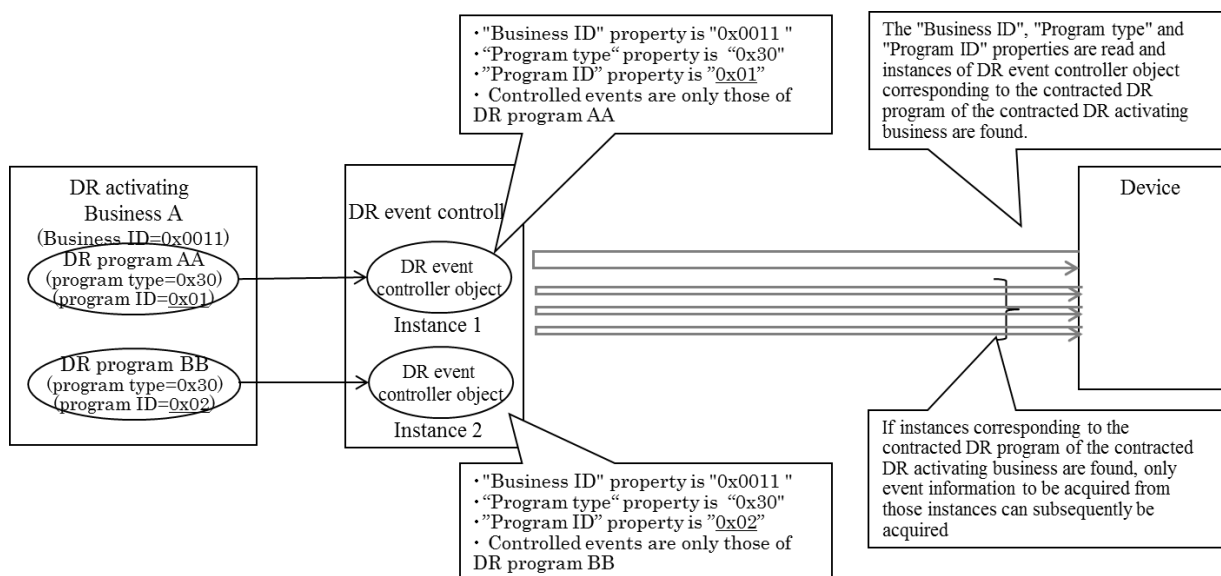 ・"Business ID" property is "0x0011 "
・“Program type“ property is “0x30"
・”Program ID” property is ”0x01”
・ Controlled events are only those of
DR program AA
The "Business ID", "Program type" and
"Program ID" properties are read and
instances of DR event controller object
corresponding to the contracted DR
program of the contracted DR activating
business are found.
DR activating
Business A
(Business ID=0x0011)
DR program AA
(program type=0x30)
(program ID=0x01)
DR program BB
(program type=0x30)
(program ID=0x02)
DR event controll
DR event
controller object
Instance 1
DR event
controller object
Instance 2
Device
・"Business ID" property is "0x0011 "
・“Program type“ property is “0x30"
・”Program ID” property is ”0x02”
・ Controlled events are only those of
DR program BB
If instances corresponding to the
contracted DR program of the contracted
DR activating business are found, only
event information to be acquired from
those instances can subsequently be
acquired